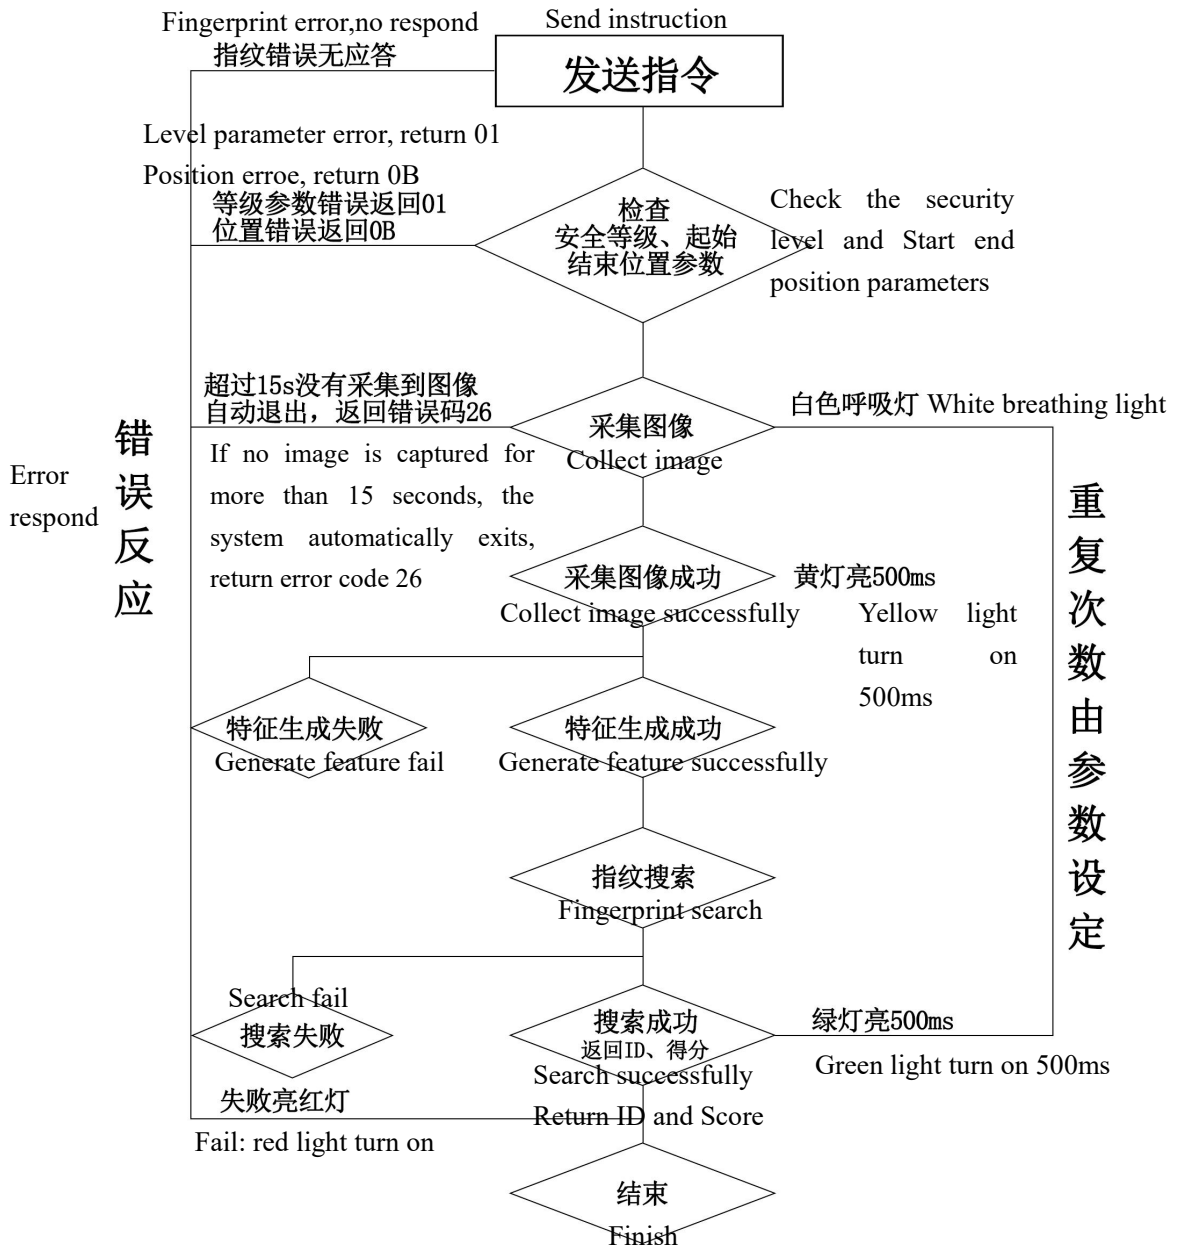 Fingerprint error,no respond
Send instruction
指纹错误无应答
发送指令
Level parameter error, return 01
Position erroe, return 0B
等级参数错误返回01
位置错误返回0B
检查
安全等级、起始
结束位置参数
Check the security
level and Start end
position parameters
超过15s没有采集到图像
自动退出，返回错误码26
If no image is captured for
more than 15 seconds, the
system automatically exits,
return error code 26
采集图像
Collect image
白色呼吸灯 White breathing light
Error
respond
错误反应
重复次数由参数设定
采集图像成功
Collect image successfully
黄灯亮500ms
Yellow light
turn on
500ms
特征生成失败
Generate feature fail
特征生成成功
Generate feature successfully
指纹搜索
Fingerprint search
Search fail
搜索失败
搜索成功
返回ID、得分
Search successfully
Return ID and Score
绿灯亮500ms
Green light turn on 500ms
失败亮红灯
Fail: red light turn on
结束
Finish